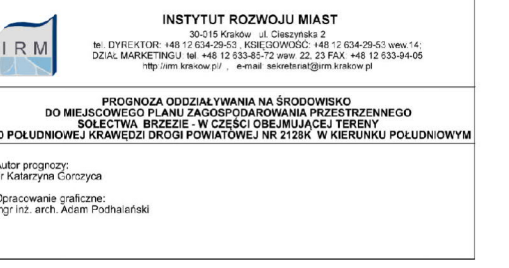 INSTYTUT ROZWOJU MIAST
30-015 Kraków ul. Cieszyńska 2
tel. DYREKTOR: +48 12 634-29-53 , KSIĘGOWOŚĆ: +48 12 634-29-53 wew.14;
DZIAŁ MARKETINGU: tel. +48 12 633-85-72 wew. 22, 23 FAX: +48 12 633-94-05
http://irm.krakow.pl/ , e-mail: sekretariat@irm.krakow.pl
IRM
PROGNOZA ODDZIAŁYWANIA NA ŚRODOWISKO
DO MIEJSCOWEGO PLANU ZAGOSPODAROWANIA PRZESTRZENNEGO
SOŁECTWA BRZEZIE - W CZĘŚCI OBEJMUJĄCEJ TERENY
O POŁUDNIOWEJ KRAWĘDZI DROGI POWIATOWEJ NR 2128K W KIERUNKU POŁUDNIOWYM
utor prognozy:
r Katarzyna Gorczyca
pracowanie graficzne:
gr inż. arch. Adam Podhalański